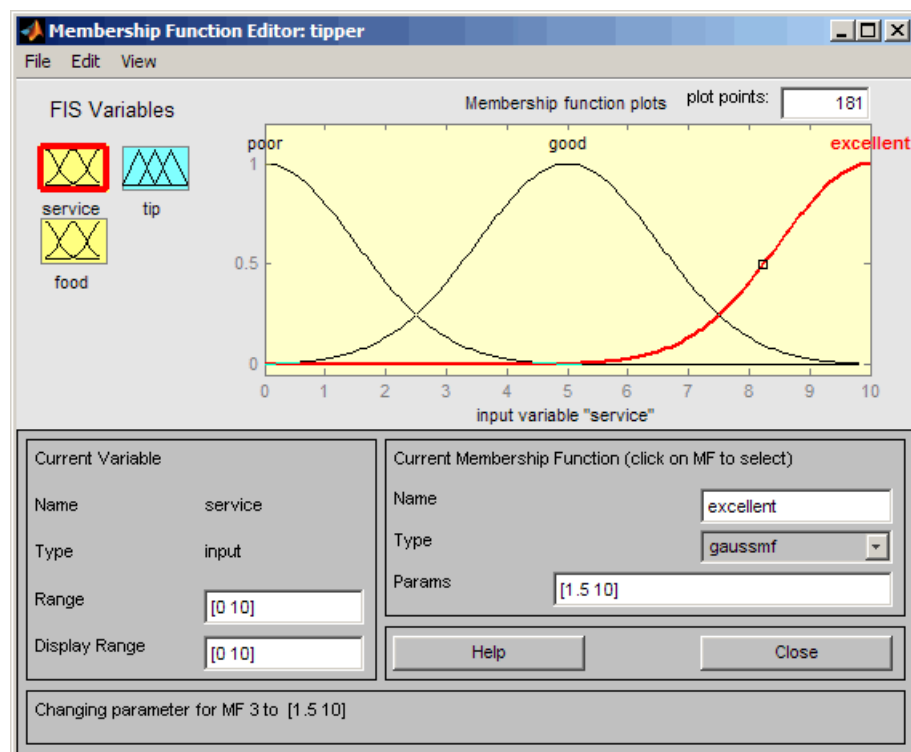 Membership Function Editor: tipper
File Edit View
FIS Variables
Membership function plots plot points: 181
service tip
food
poor good excellent
1
0.5
0
0 1 2 3 4 5 6 7 8 9 10
input variable "service"
Current Variable
Name service
Type input
Range [0 10]
Display Range [0 10]
Current Membership Function (click on MF to select)
Name excellent
Type gaussmf
Params [1.5 10]
Help Close
Changing parameter for MF 3 to [1.5 10]